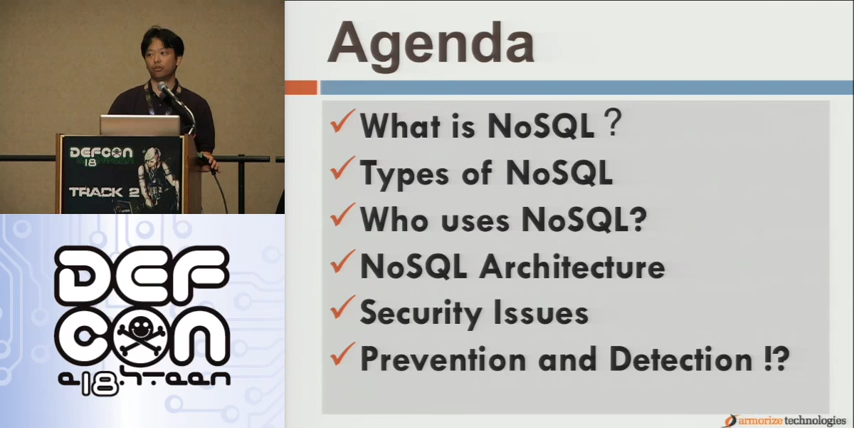 Agenda
✓What is NoSQL?
✓Types of NoSQL
✓Who uses NoSQL?
✓NoSQL Architecture
✓Security Issues
✓Prevention and Detection !?
armorize technologies
DEFCON
18
TRACK 2
DEF
CON
e18hteen